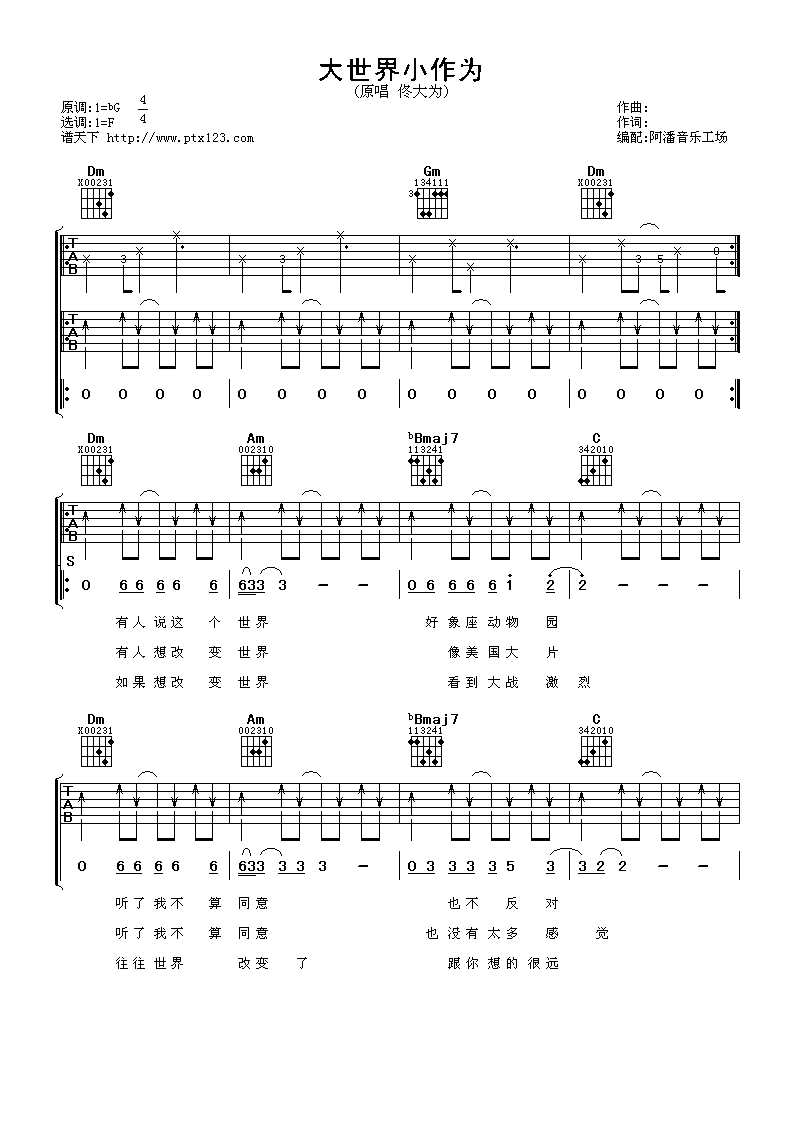 大世界小作为
(原唱 佟大为)
原调:1=ᵇG 4/4
选调:1=F
谱天下 http://www.ptx123.com
作曲:
作词:
编配:阿潘音乐工场
Dm Gm Dm
X00231 134111 X00231
3
T A B × 3 × × × 3 × × × × × × × × 3 5 × 0
T A B
0 0 0 0 0 0 0 0 0 0 0 0 0 0 0 0
Dm Am ᵇBmaj7 C
X00231 002310 113241 342010
T A B
S
0 6 6 6 6 6 633 3 - - 0 6 6 6 6 1 2 2 - - -
有人说这个世界 好象座动物园
有人想改变世界 像美国大片
如果想改变世界 看到大战激烈
Dm Am ᵇBmaj7 C
X00231 002310 113241 342010
T A B
0 6 6 6 6 6 633 3 3 3 - 0 3 3 3 3 5 3 3 2 2 -
听了我不算同意 也不反对
听了我不算同意 也没有太多感觉
往往世界改变了 跟你想的很远